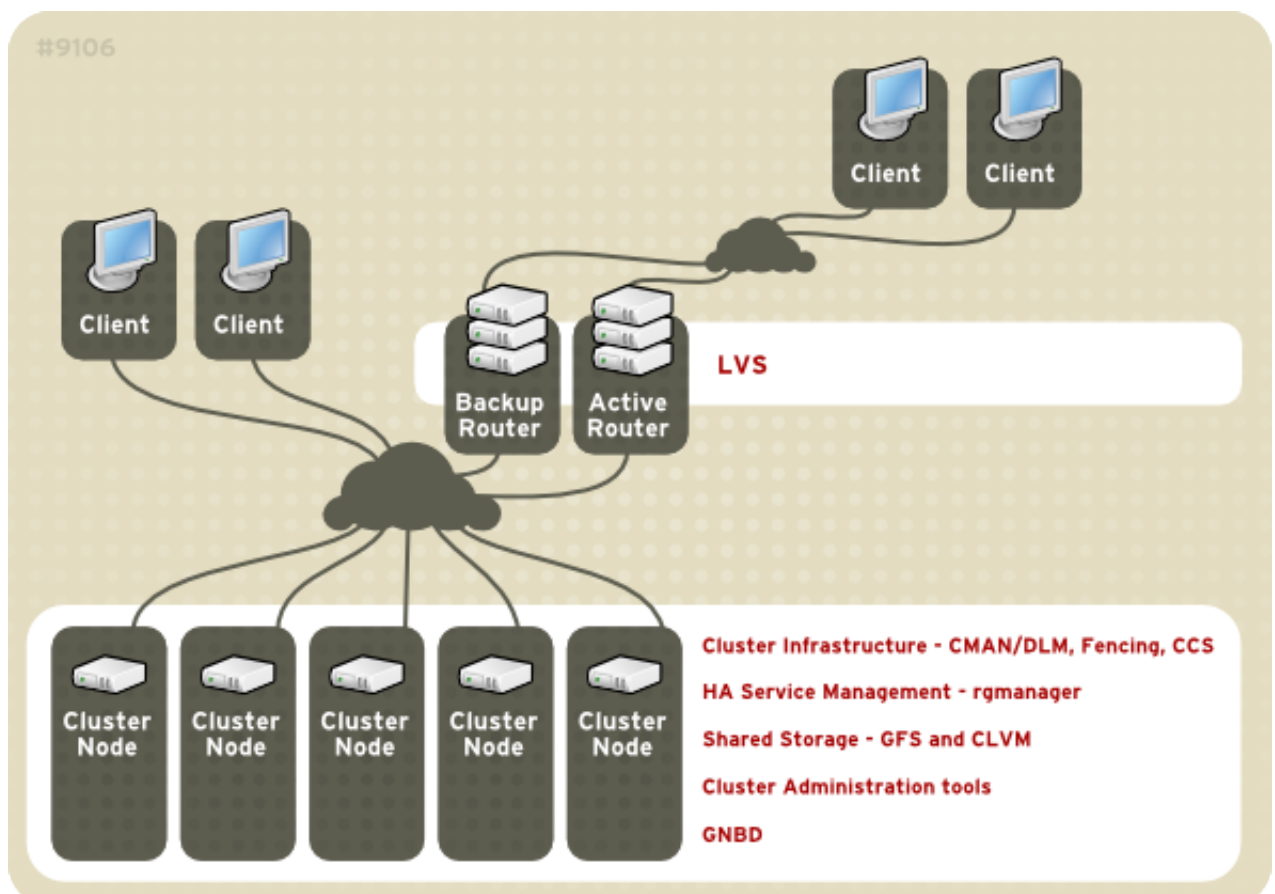 #9106
Client
Client
Client
Client
LVS
Backup
Router
Active
Router
Cluster
Node
Cluster
Node
Cluster
Node
Cluster
Node
Cluster
Node
Cluster Infrastructure - CMAN/DLM, Fencing, CCS
HA Service Management - rgmanager
Shared Storage - GFS and CLVM
Cluster Administration tools
GNBD